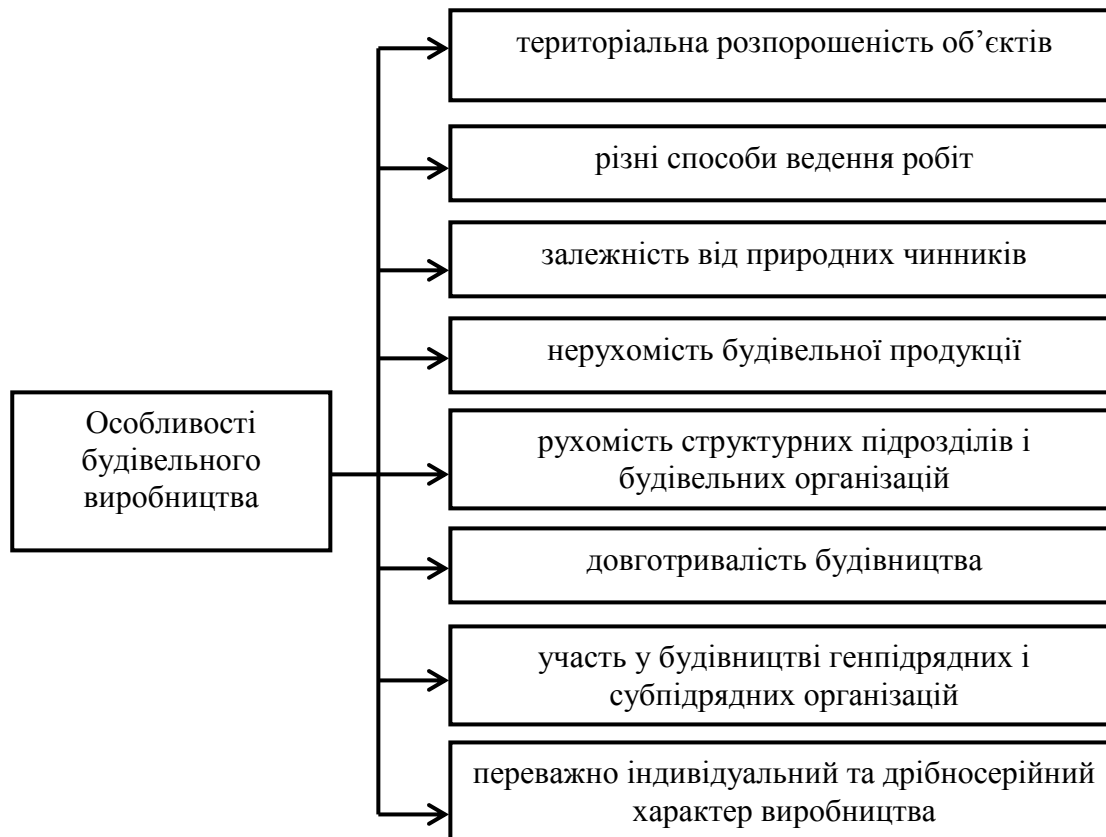 територіальна розпорошеність об’єктів
різні способи ведення робіт
залежність від природних чинників
нерухомість будівельної продукції
Особливості
будівельного
виробництва
рухомість структурних підрозділів і
будівельних організацій
довготривалість будівництва
участь у будівництві генпідрядних і
субпідрядних організацій
переважно індивідуальний та дрібносерійний
характер виробництва